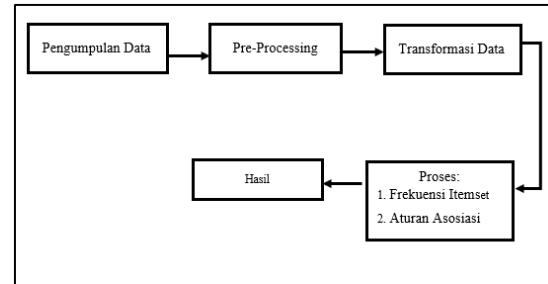 Pengumpulan Data
Pre-Processing
Transformasi Data
Proses:
1. Frekuensi Itemset
2. Aturan Asosiasi
Hasil